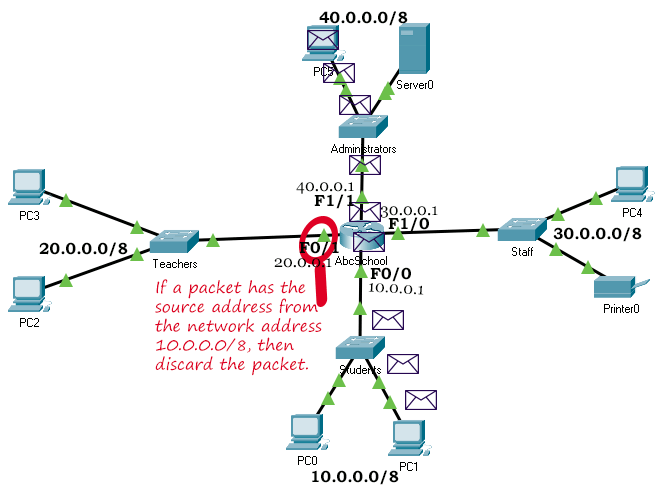 40.0.0.0/8
PC5
Server0
Administrators
40.0.0.1
F1/1
30.0.0.1
F1/0
PC3
PC4
20.0.0.0/8
Teachers
F0/1
20.0.0.1
AbcSchool
30.0.0.0/8
Staff
F0/0
10.0.0.1
PC2
Printer0
If a packet has the
source address from
the network address
10.0.0.0/8, then
discard the packet.
Students
PC0
PC1
10.0.0.0/8